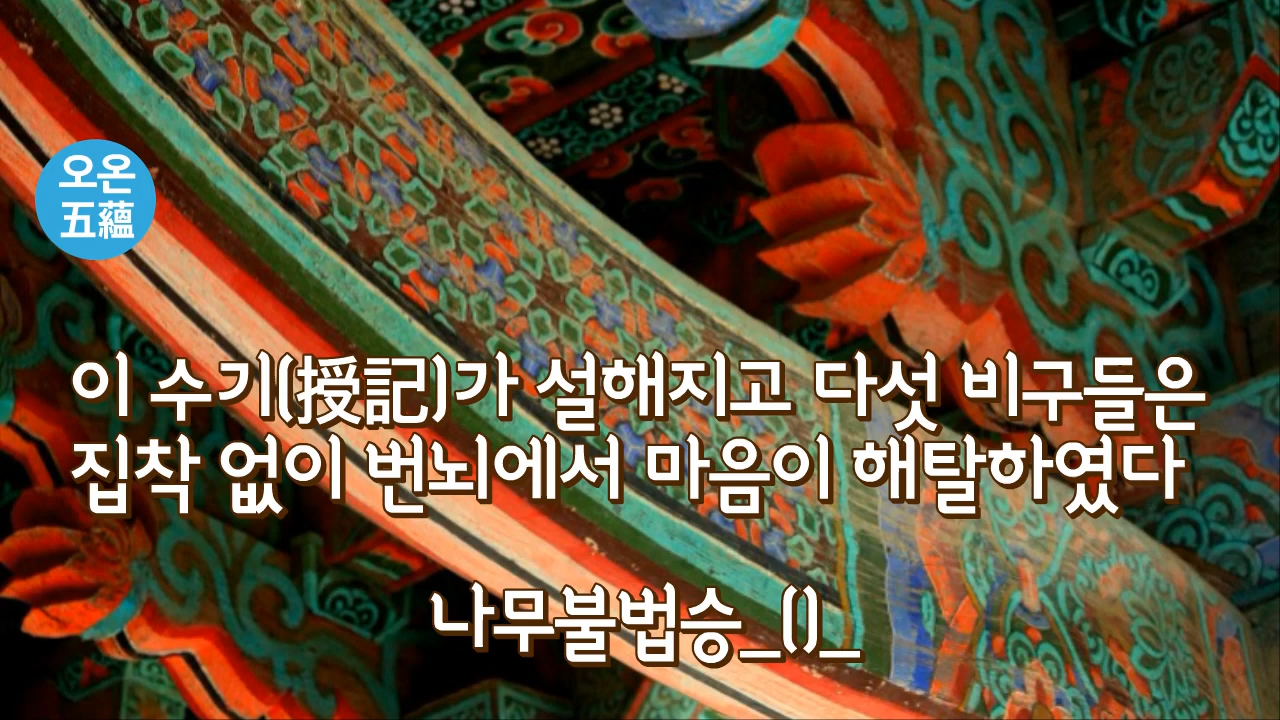 오온
五蘊
이 수기(授記)가 설해지고 다섯 비구들은
집착 없이 번뇌에서 마음이 해탈하였다
나무불법승_()_